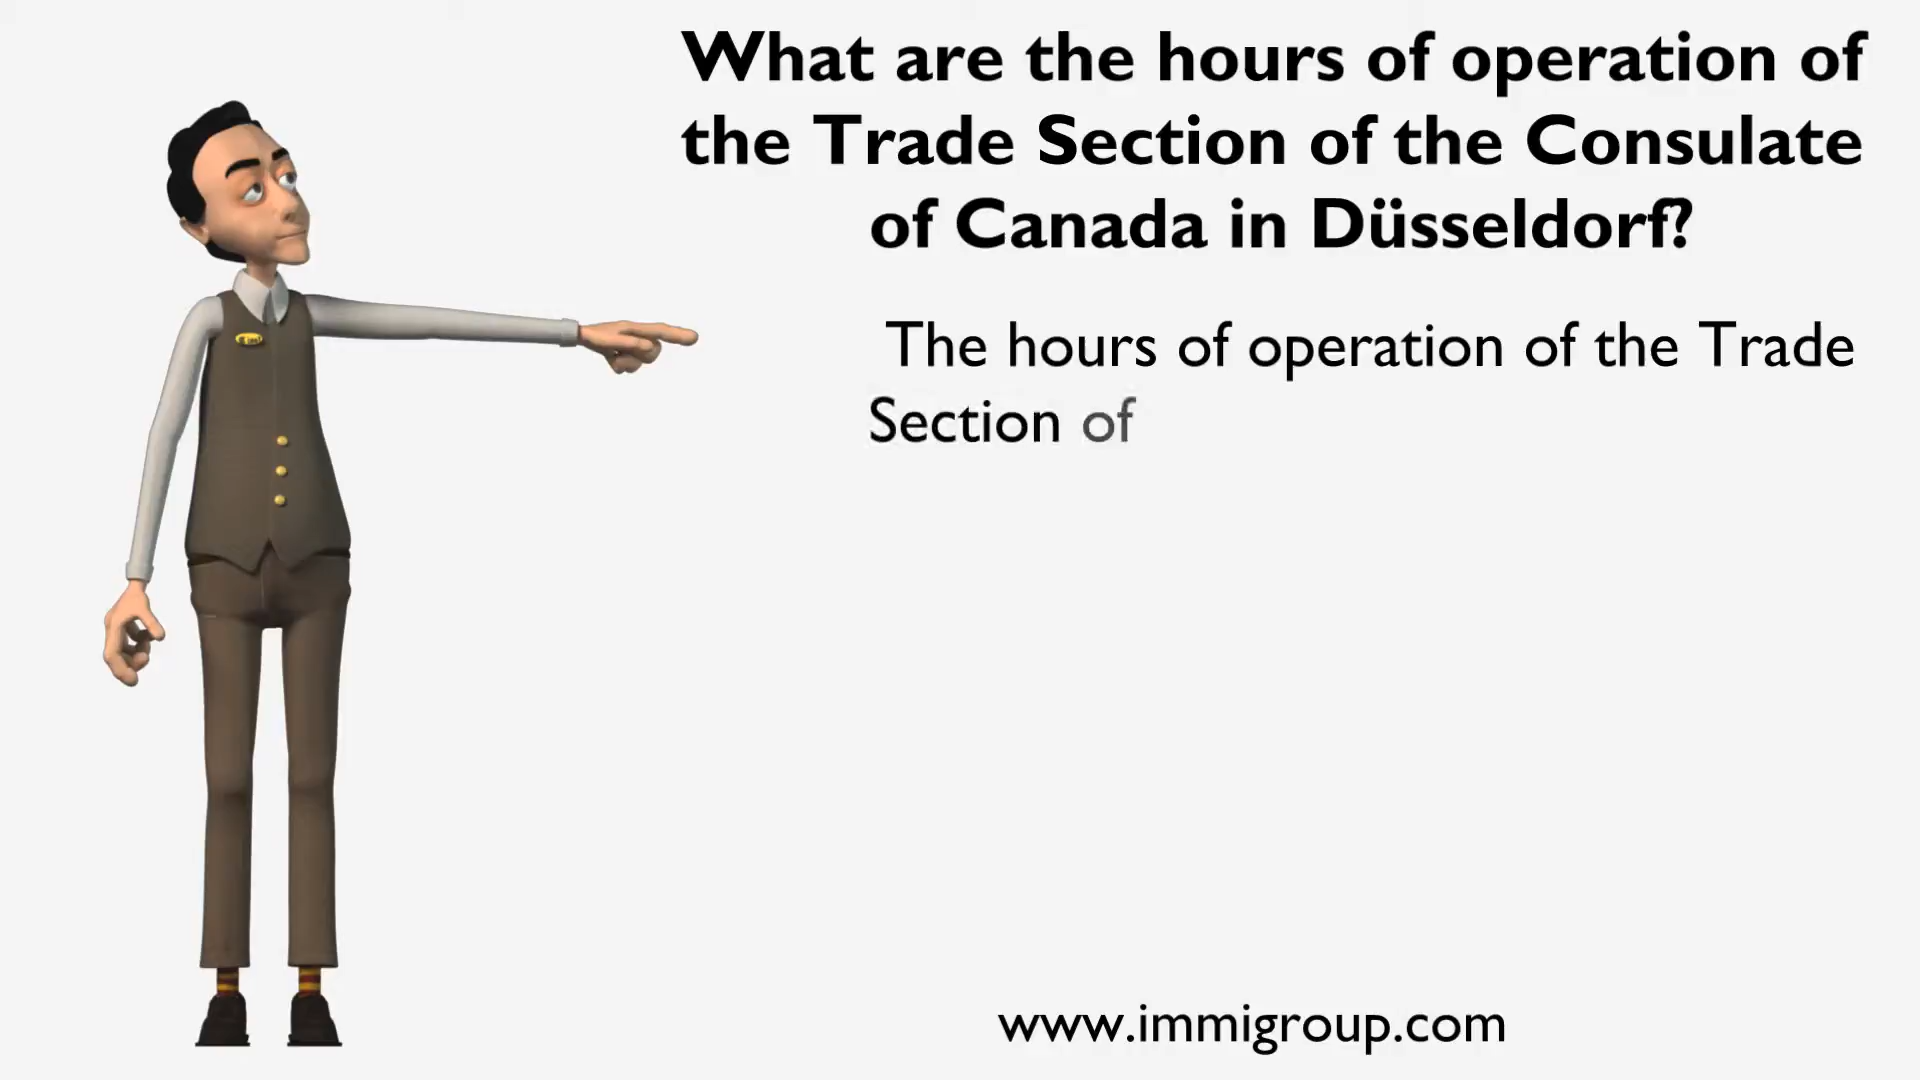 What are the hours of operation of
the Trade Section of the Consulate
of Canada in Düsseldorf?
The hours of operation of the Trade
Section of
www.immigroup.com